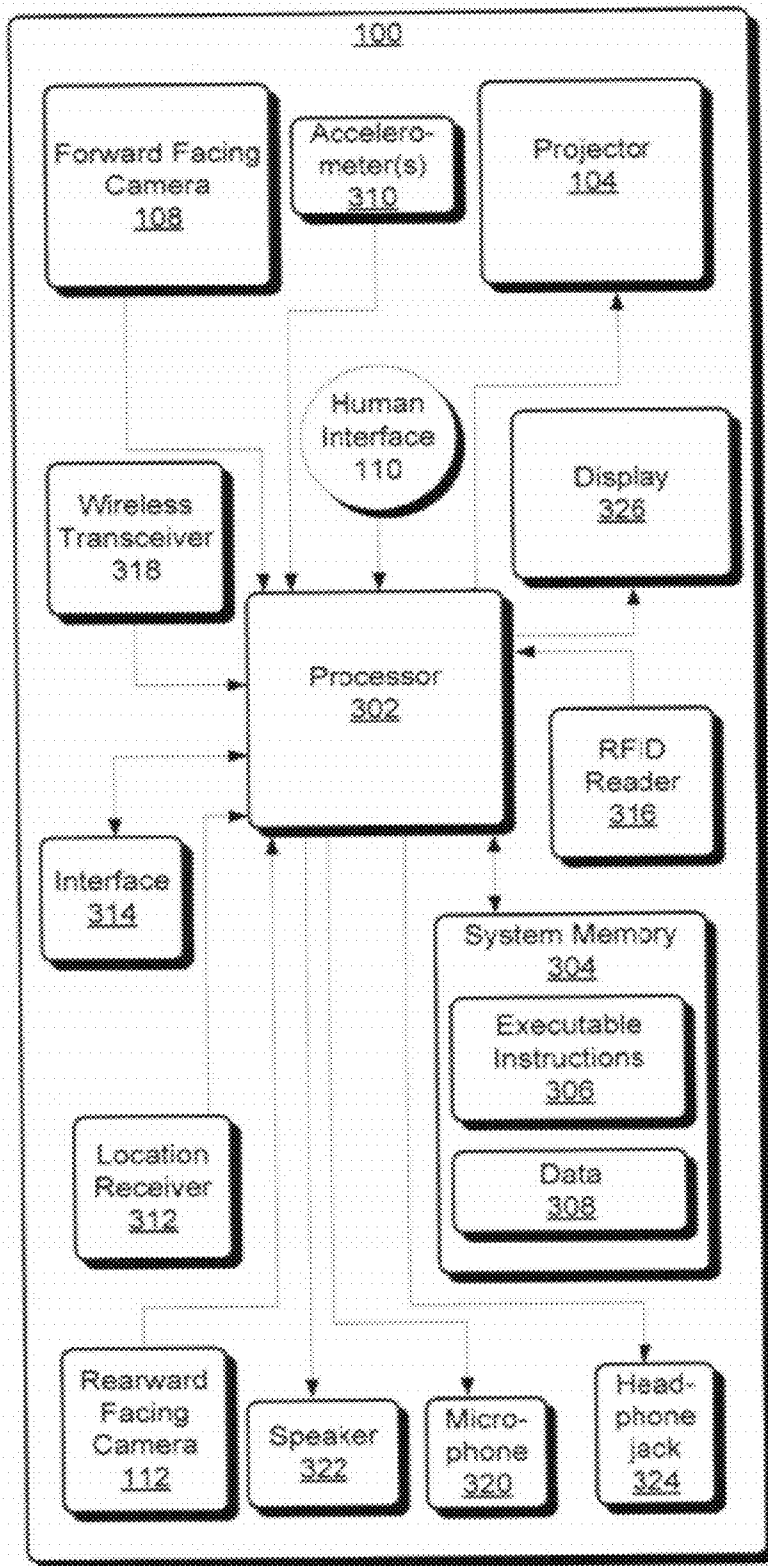 100
Forward Facing
Camera
108
Accelero-
meter(s)
310
Projector
104
Human
Interface
110
Wireless
Transceiver
318
Display
326
Processor
302
RFID
Reader
316
Interface
314
System Memory
304
Executable
Instructions
306
Data
308
Location
Receiver
312
Rearward
Facing
Camera
112
Speaker
322
Micro-
phone
320
Head-
phone
jack
324